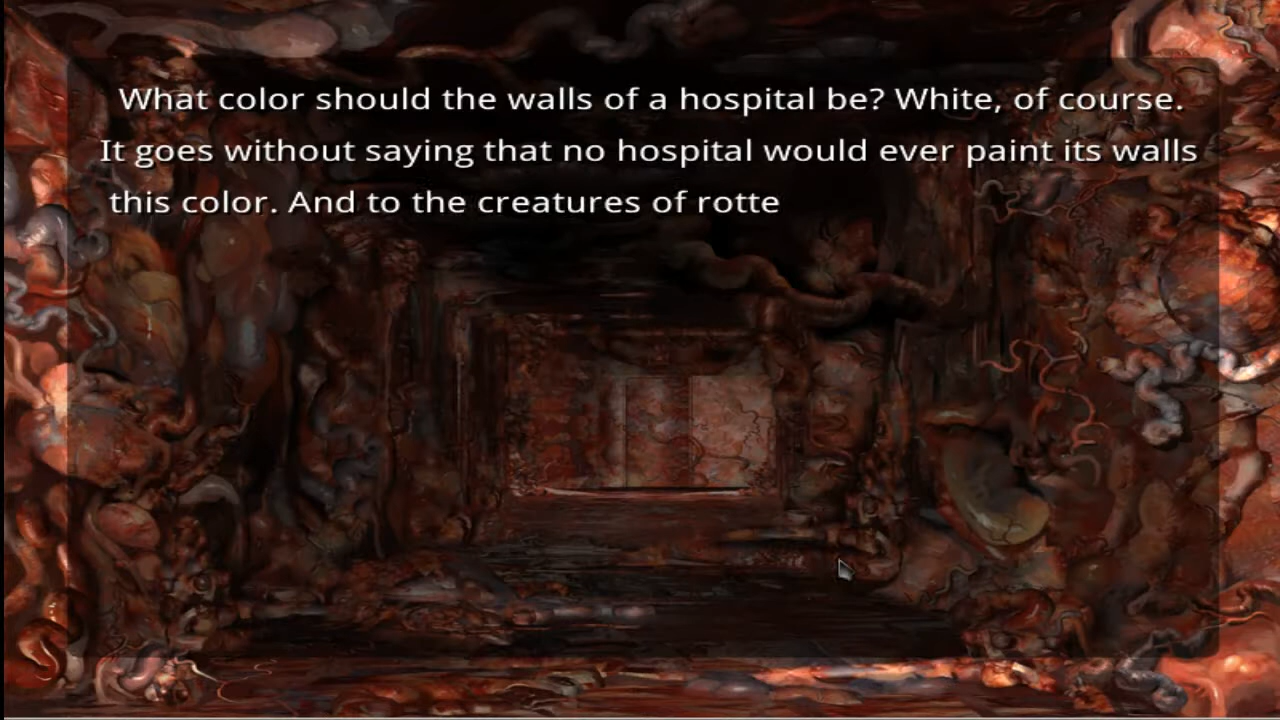 What color should the walls of a hospital be? White, of course.
It goes without saying that no hospital would ever paint its walls
this color. And to the creatures of rotte